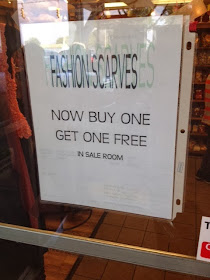 FASHION SCARVES
NOW BUY ONE
GET ONE FREE
IN SALE ROOM